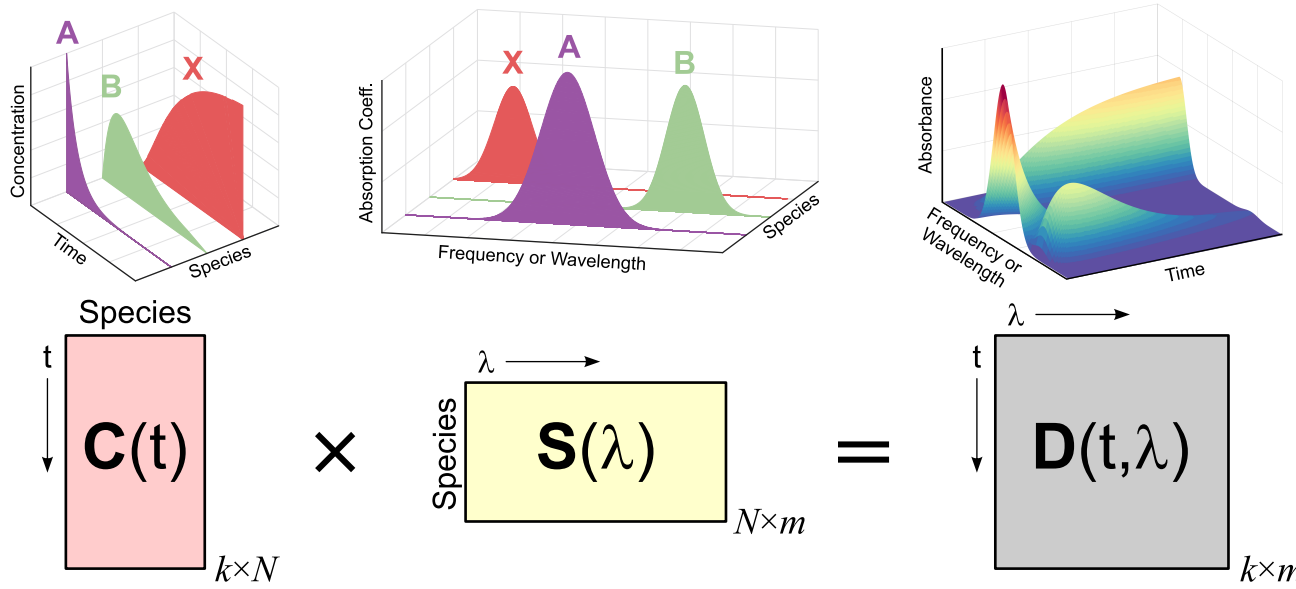 A
B
X
Concentration
Time
Species
X
A
B
Absorption Coeff.
Frequency or Wavelength
Species
Absorbance
Frequency or
Wavelength
Time
Species
t
C(t)
k×N
×
λ
Species
S(λ)
N×m
=
λ
t
D(t,λ)
k×m